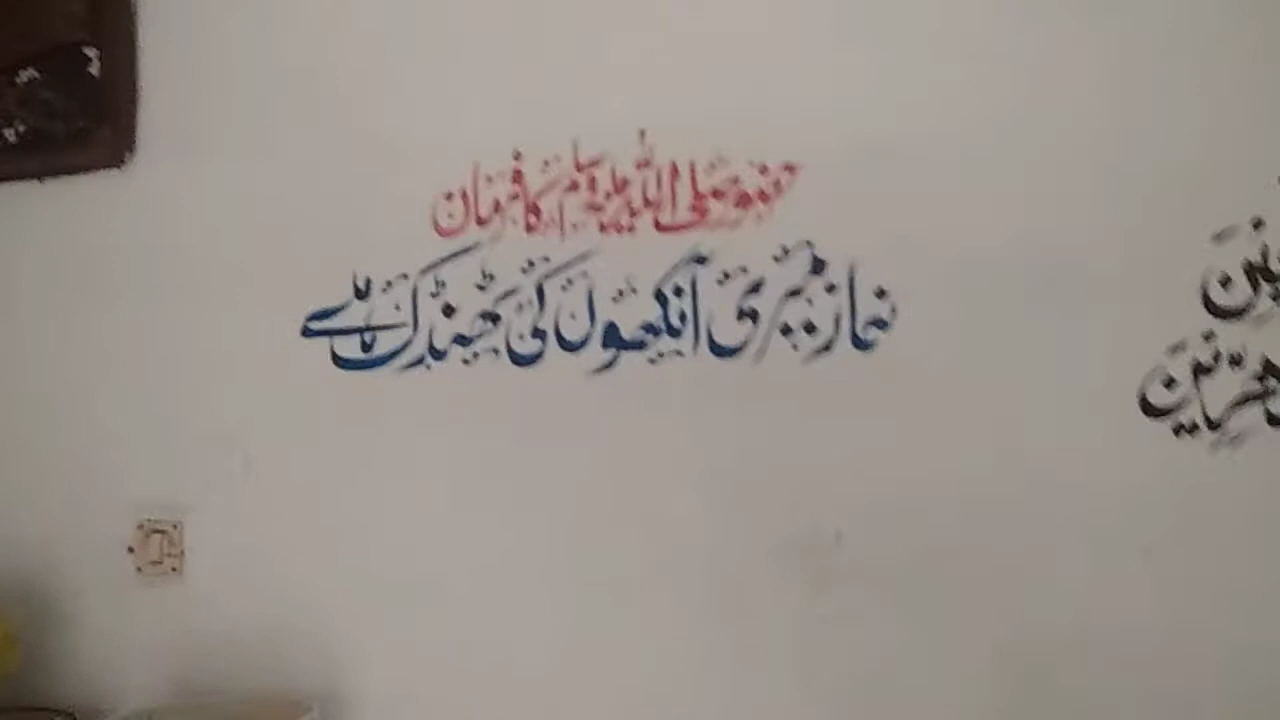 حضور صلی اللہ علیہ وسلم کا فرمان
نماز میری آنکھوں کی ٹھنڈک ہے